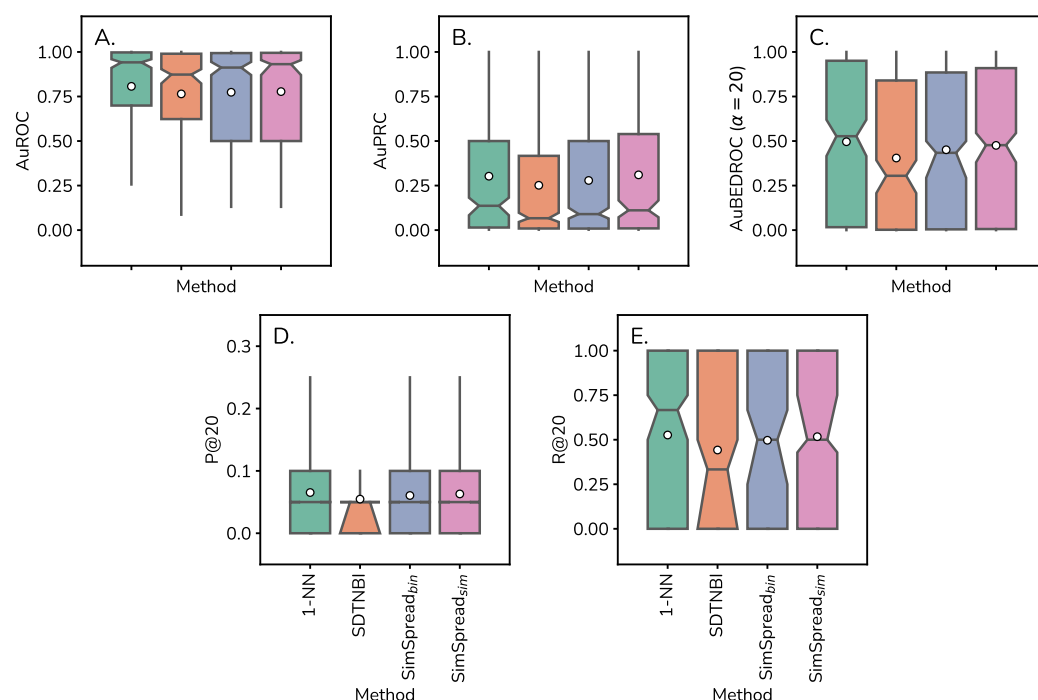 A.
1.00
0.75
0.50
0.25
0.00
AuROC
Method
B.
1.00
0.75
0.50
0.25
0.00
AuPRC
Method
C.
1.00
0.75
0.50
0.25
0.00
AuBEDROC (α = 20)
Method
D.
0.3
0.2
0.1
0.0
P@20
1-NN
SDTNBI
SimSpread_bin
SimSpread_sim
Method
E.
1.00
0.75
0.50
0.25
0.00
R@20
1-NN
SDTNBI
SimSpread_bin
SimSpread_sim
Method